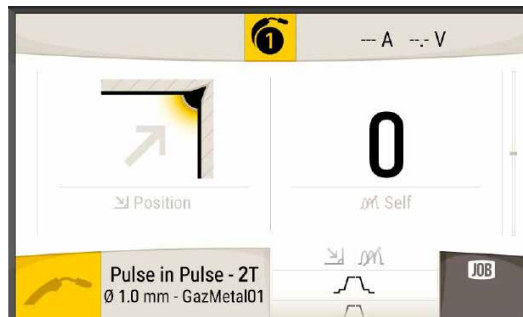 1
--- A --.- V
0
Position
Self
Pulse in Pulse - 2T
Ø 1.0 mm - GazMetal01
JOB